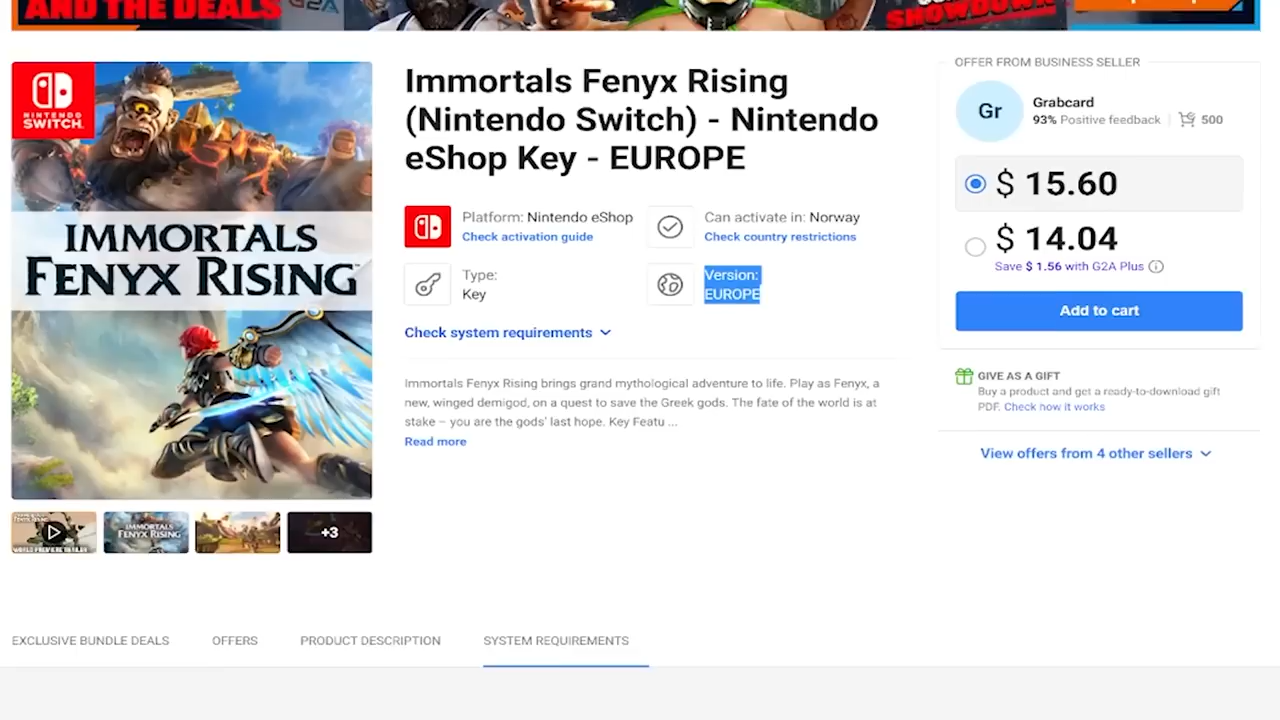 AND THE DEALS
G2A
SHOWDOWN
NINTENDO
SWITCH
IMMORTALS
FENYX RISING
Immortals Fenyx Rising
(Nintendo Switch) - Nintendo
eShop Key - EUROPE
Platform: Nintendo eShop
Check activation guide
Can activate in: Norway
Check country restrictions
Type:
Key
Version:
EUROPE
Check system requirements
Immortals Fenyx Rising brings grand mythological adventure to life. Play as Fenyx, a
new, winged demigod, on a quest to save the Greek gods. The fate of the world is at
stake – you are the gods' last hope. Key Featu ...
Read more
OFFER FROM BUSINESS SELLER
Gr
Grabcard
93% Positive feedback
500
$ 15.60
$ 14.04
Save $ 1.56 with G2A Plus
Add to cart
GIVE AS A GIFT
Buy a product and get a ready-to-download gift
PDF. Check how it works
View offers from 4 other sellers
IMMORTALS
FENYX RISING
+3
EXCLUSIVE BUNDLE DEALS
OFFERS
PRODUCT DESCRIPTION
SYSTEM REQUIREMENTS